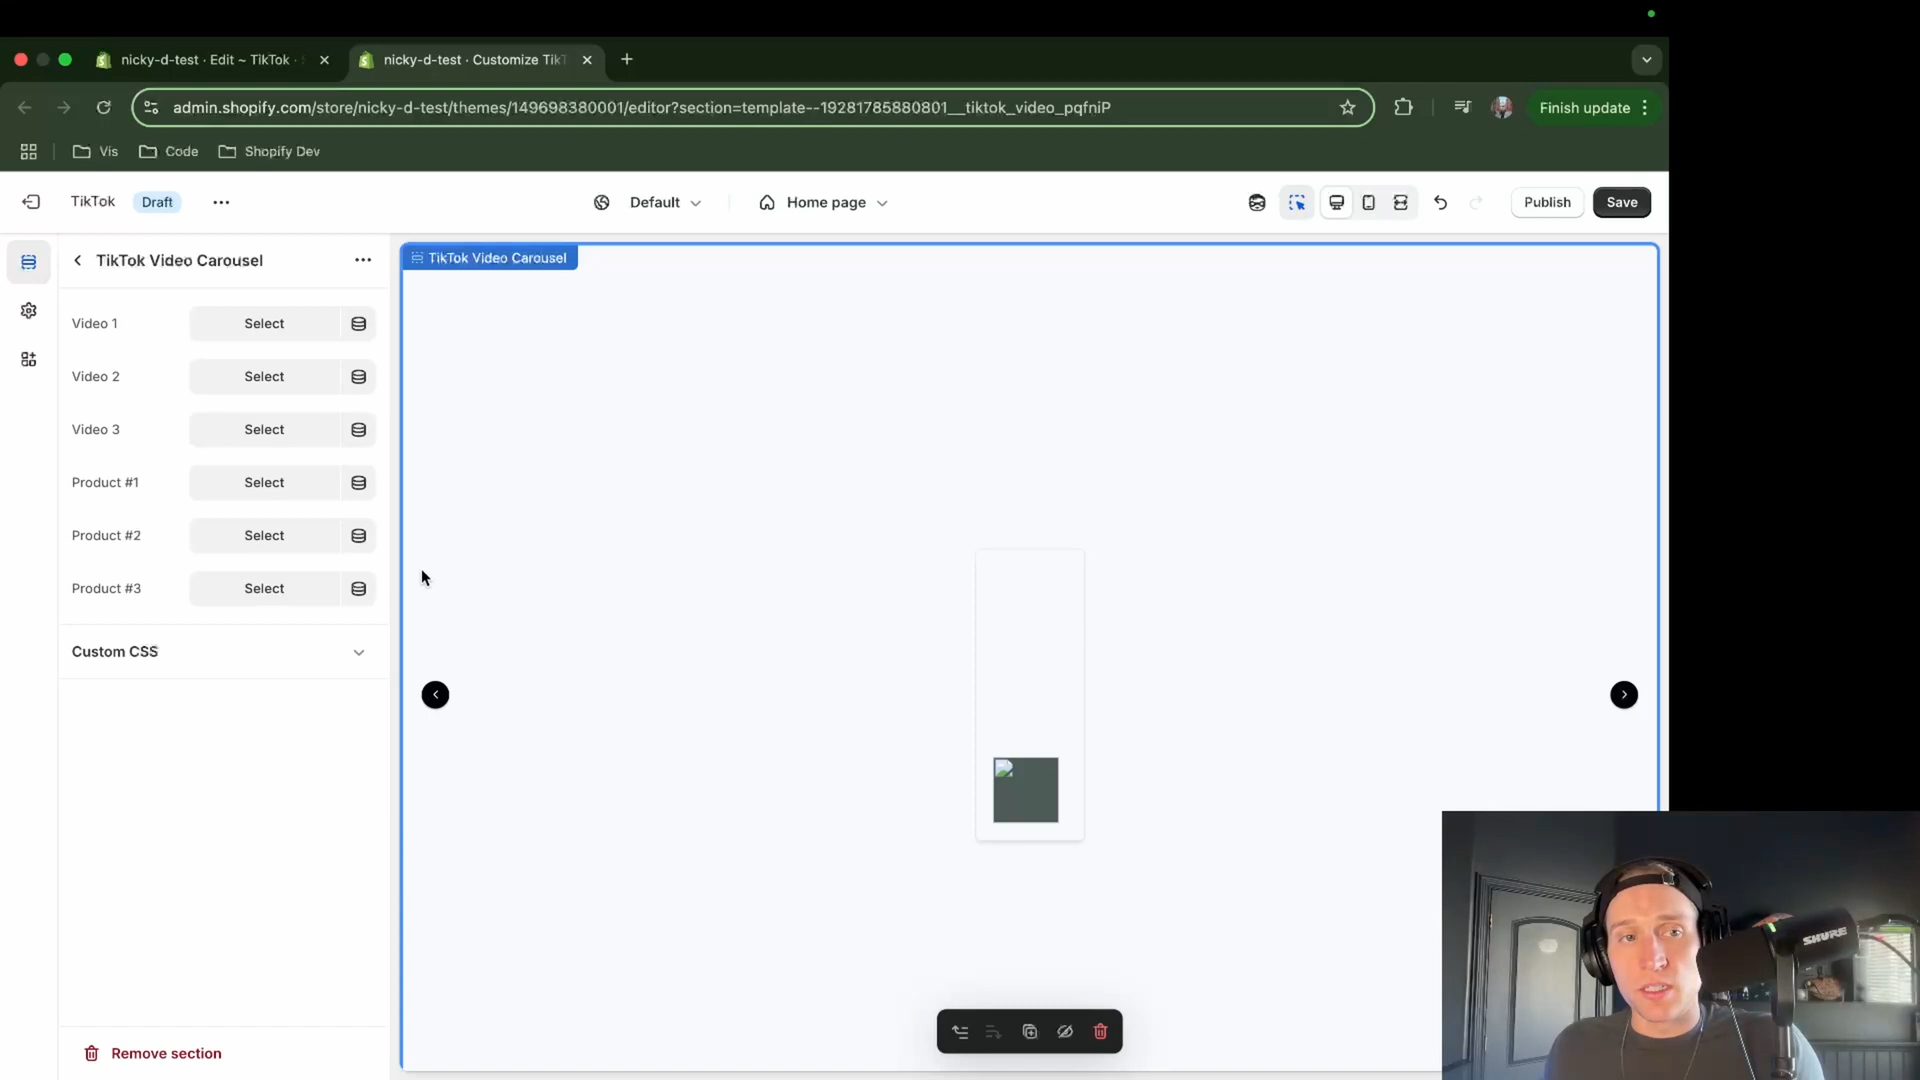 nicky-d-test · Edit ~ TikTok ·
nicky-d-test · Customize TikT
admin.shopify.com/store/nicky-d-test/themes/149698380001/editor?section=template--19281785880801__tiktok_video_pqfniP
Finish update
Vis
Code
Shopify Dev
TikTok
Draft
Default
Home page
Publish
Save
TikTok Video Carousel
TikTok Video Carousel
Video 1
Select
Video 2
Select
Video 3
Select
Product #1
Select
Product #2
Select
Product #3
Select
Custom CSS
Remove section
SHURE